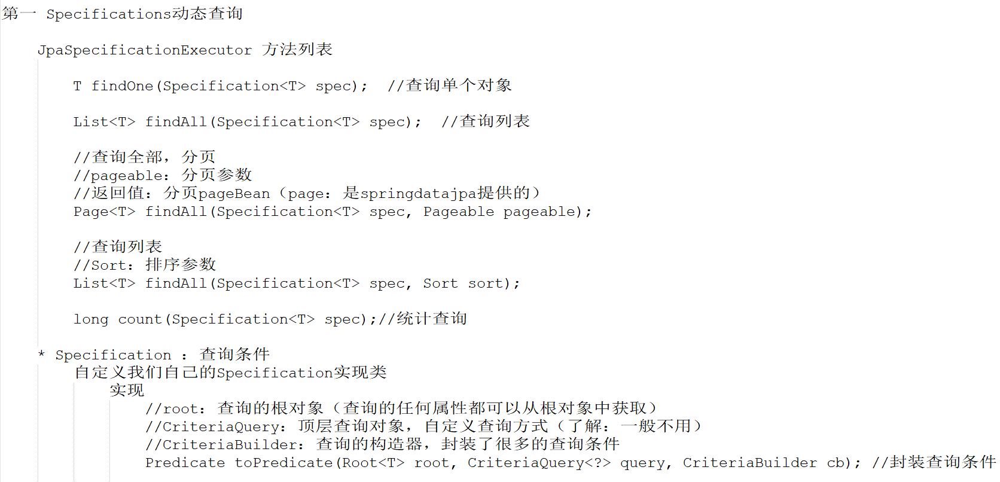 第一 Specifications动态查询
JpaSpecificationExecutor 方法列表
T findOne(Specification<T> spec);  //查询单个对象
List<T> findAll(Specification<T> spec);  //查询列表
//查询全部，分页
//pageable：分页参数
//返回值：分页pageBean（page：是springdatajpa提供的）
Page<T> findAll(Specification<T> spec, Pageable pageable);
//查询列表
//Sort：排序参数
List<T> findAll(Specification<T> spec, Sort sort);
long count(Specification<T> spec);//统计查询
* Specification ：查询条件
自定义我们自己的Specification实现类
实现
//root：查询的根对象（查询的任何属性都可以从根对象中获取）
//CriteriaQuery：顶层查询对象，自定义查询方式（了解：一般不用）
//CriteriaBuilder：查询的构造器，封装了很多的查询条件
Predicate toPredicate(Root<T> root, CriteriaQuery<?> query, CriteriaBuilder cb); //封装查询条件